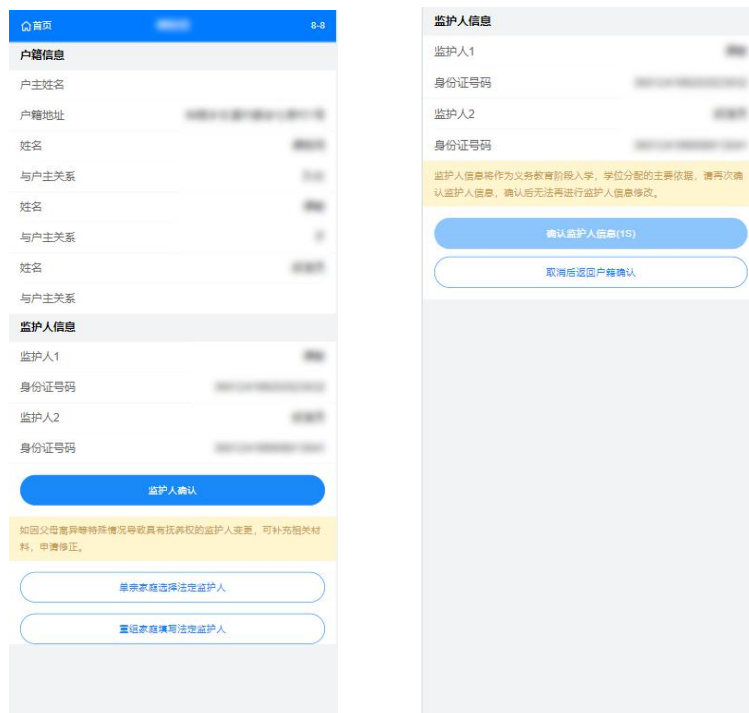 首页
8-8
户籍信息
户主姓名
户籍地址
姓名
与户主关系
姓名
与户主关系
姓名
与户主关系
监护人信息
监护人1
身份证号码
监护人2
身份证号码
监护人确认
如因父母离异等特殊情况导致具有抚养权的监护人变更，可补充相关材
料，申请修正。
单亲家庭选择法定监护人
重组家庭填写法定监护人
监护人信息
监护人1
身份证号码
监护人2
身份证号码
监护人信息将作为义务教育阶段入学，学位分配的主要依据，请再次确
认监护人信息，确认后无法再进行监护人信息修改。
确认监护人信息(1S)
取消后返回户籍确认